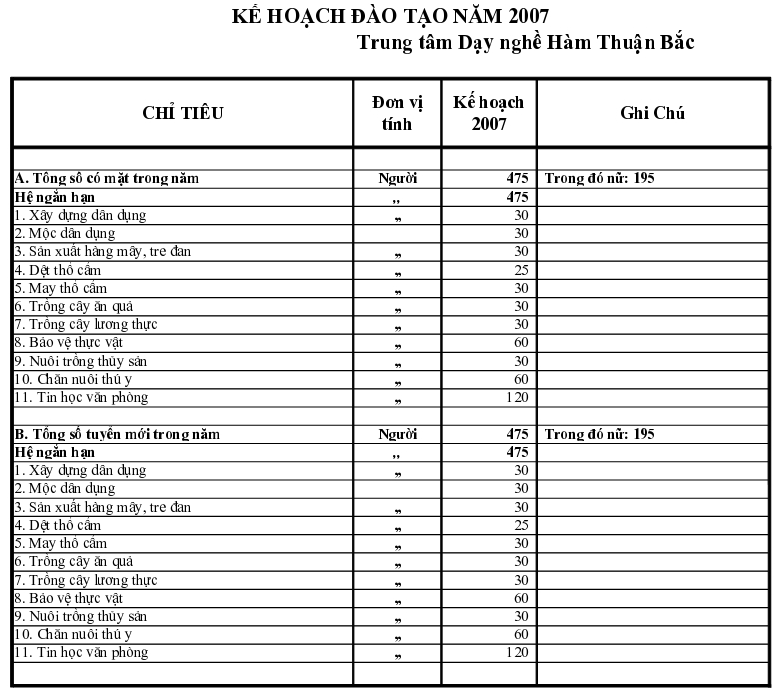 KẾ HOẠCH ĐÀO TẠO NĂM 2007
Trung tâm Dạy nghề Hàm Thuận Bắc
CHỈ TIÊU Đơn vị tính Kế hoạch 2007 Ghi Chú
A. Tổng số có mặt trong năm Người 475 Trong đó nữ: 195
Hệ ngắn hạn ,, 475
1. Xây dựng dân dụng ,, 30
2. Mộc dân dụng 30
3. Sản xuất hàng mây, tre đan ,, 30
4. Dệt thổ cẩm ,, 25
5. May thổ cẩm ,, 30
6. Trồng cây ăn quả ,, 30
7. Trồng cây lương thực ,, 30
8. Bảo vệ thực vật ,, 60
9. Nuôi trồng thủy sản ,, 30
10. Chăn nuôi thú y ,, 60
11. Tin học văn phòng ,, 120
B. Tổng số tuyển mới trong năm Người 475 Trong đó nữ: 195
Hệ ngắn hạn ,, 475
1. Xây dựng dân dụng ,, 30
2. Mộc dân dụng 30
3. Sản xuất hàng mây, tre đan ,, 30
4. Dệt thổ cẩm ,, 25
5. May thổ cẩm ,, 30
6. Trồng cây ăn quả ,, 30
7. Trồng cây lương thực ,, 30
8. Bảo vệ thực vật ,, 60
9. Nuôi trồng thủy sản ,, 30
10. Chăn nuôi thú y ,, 60
11. Tin học văn phòng ,, 120